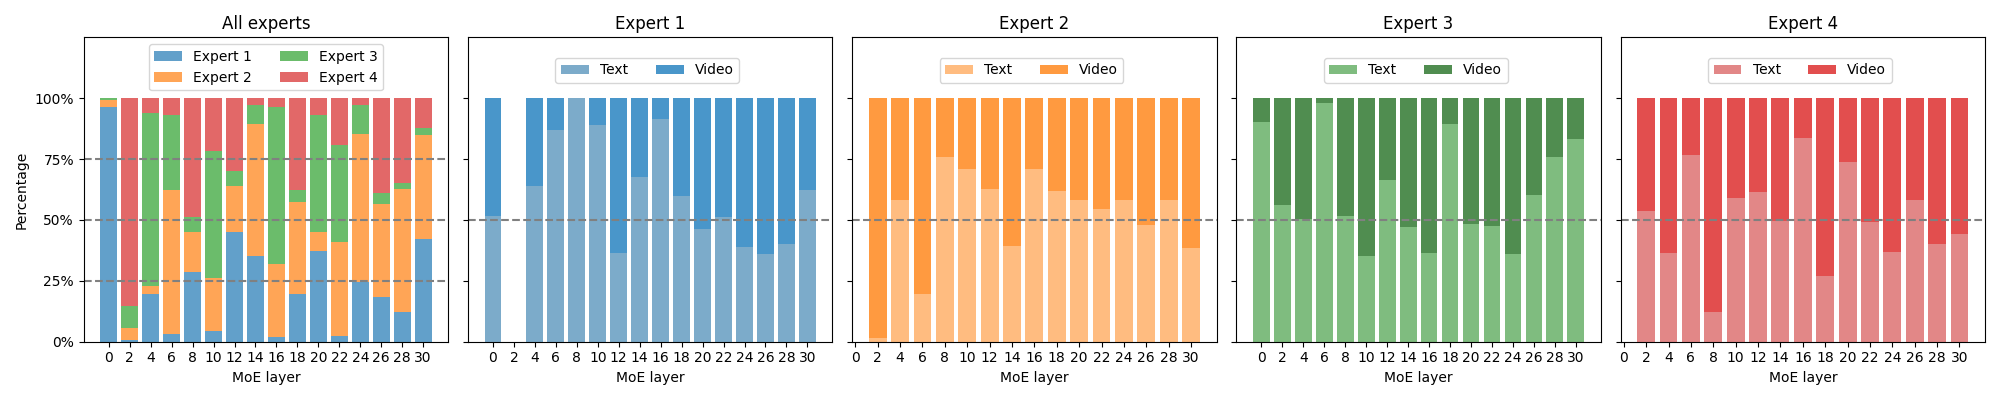 All experts
Expert 1 Expert 3
Expert 2 Expert 4
Percentage
100%
75%
50%
25%
0%
0 2 4 6 8 10 12 14 16 18 20 22 24 26 28 30
MoE layer
Expert 1
Text Video
0 2 4 6 8 10 12 14 16 18 20 22 24 26 28 30
MoE layer
Expert 2
Text Video
0 2 4 6 8 10 12 14 16 18 20 22 24 26 28 30
MoE layer
Expert 3
Text Video
0 2 4 6 8 10 12 14 16 18 20 22 24 26 28 30
MoE layer
Expert 4
Text Video
0 2 4 6 8 10 12 14 16 18 20 22 24 26 28 30
MoE layer